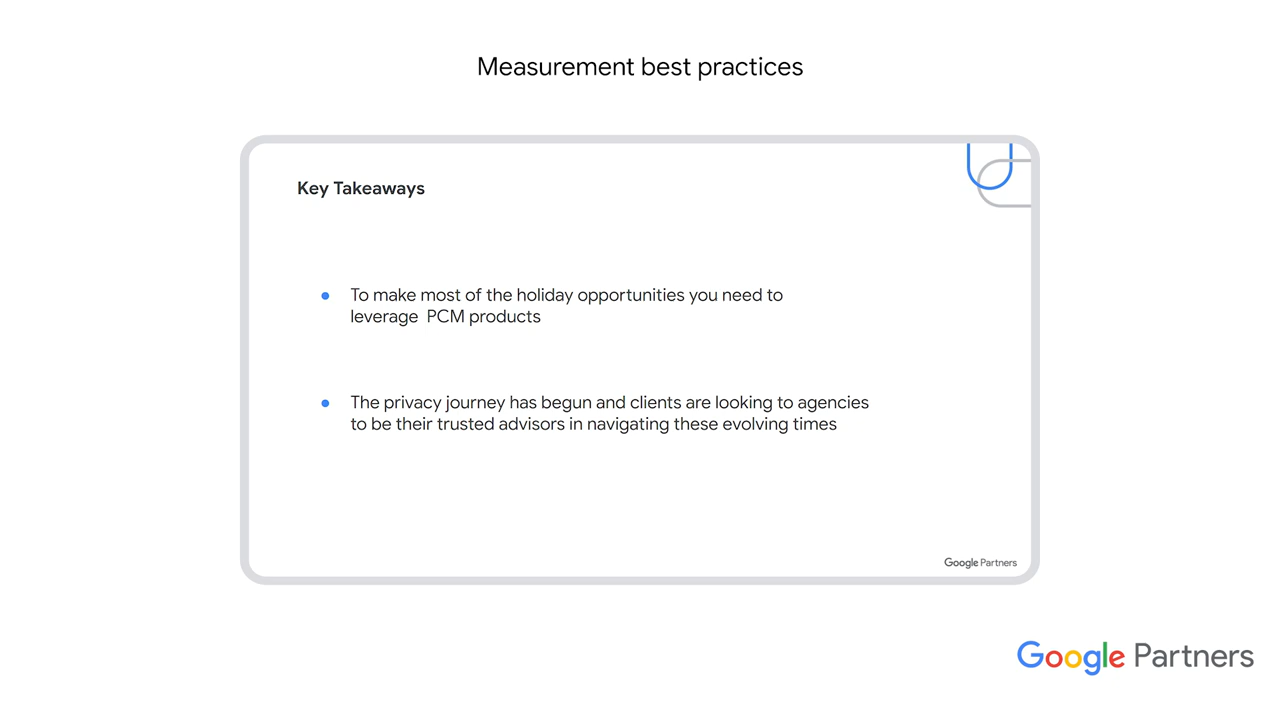 Measurement best practices
Key Takeaways
To make most of the holiday opportunities you need to
leverage  PCM products
The privacy journey has begun and clients are looking to agencies
to be their trusted advisors in navigating these evolving times
Google Partners
Google Partners